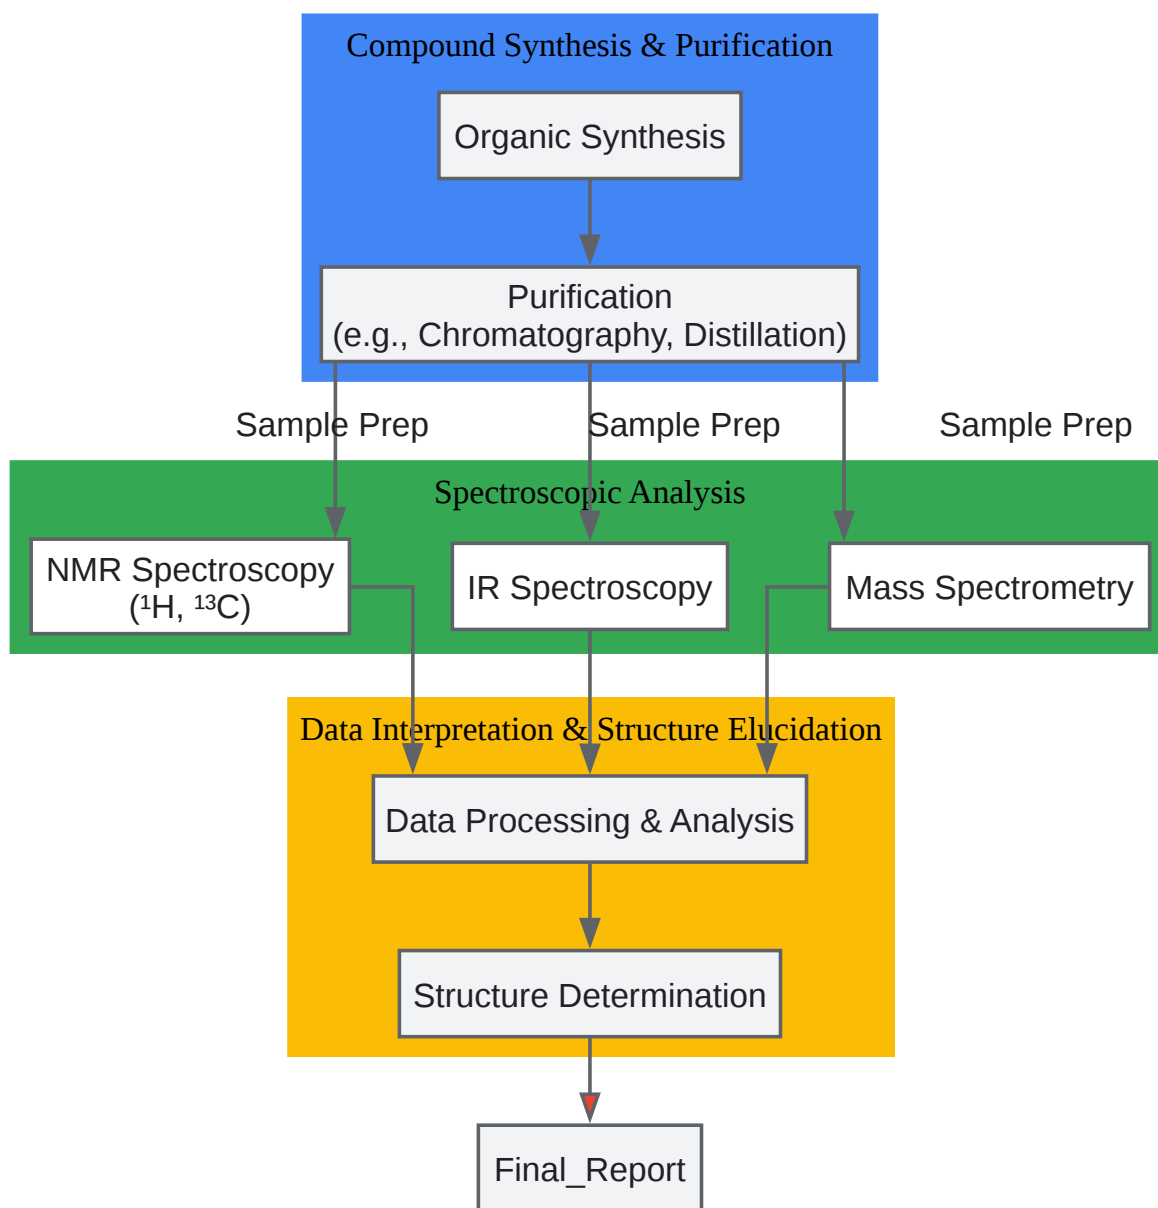 Compound Synthesis & Purification
Organic Synthesis
Purification
(e.g., Chromatography, Distillation)
Sample Prep
Sample Prep
Sample Prep
Spectroscopic Analysis
NMR Spectroscopy
(¹H, ¹³C)
IR Spectroscopy
Mass Spectrometry
Data Interpretation & Structure Elucidation
Data Processing & Analysis
Structure Determination
Final_Report